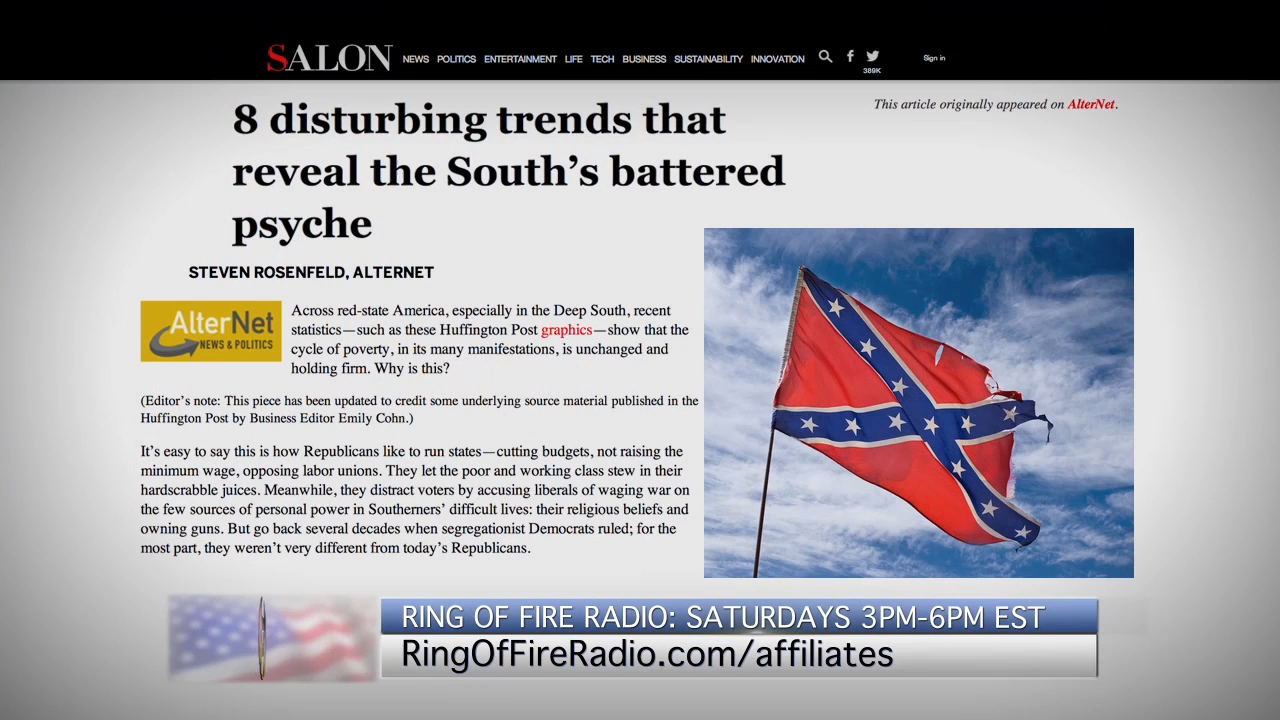 SALON NEWS POLITICS ENTERTAINMENT LIFE TECH BUSINESS SUSTAINABILITY INNOVATION 389K Sign in
This article originally appeared on AlterNet.
8 disturbing trends that
reveal the South’s battered
psyche
STEVEN ROSENFELD, ALTERNET
AlterNet
NEWS & POLITICS
Across red-state America, especially in the Deep South, recent
statistics—such as these Huffington Post graphics—show that the
cycle of poverty, in its many manifestations, is unchanged and
holding firm. Why is this?
(Editor’s note: This piece has been updated to credit some underlying source material published in the
Huffington Post by Business Editor Emily Cohn.)
It’s easy to say this is how Republicans like to run states—cutting budgets, not raising the
minimum wage, opposing labor unions. They let the poor and working class stew in their
hardscrabble juices. Meanwhile, they distract voters by accusing liberals of waging war on
the few sources of personal power in Southerners’ difficult lives: their religious beliefs and
owning guns. But go back several decades when segregationist Democrats ruled; for the
most part, they weren’t very different from today’s Republicans.
RING OF FIRE RADIO: SATURDAYS 3PM-6PM EST
RingOfFireRadio.com/affiliates